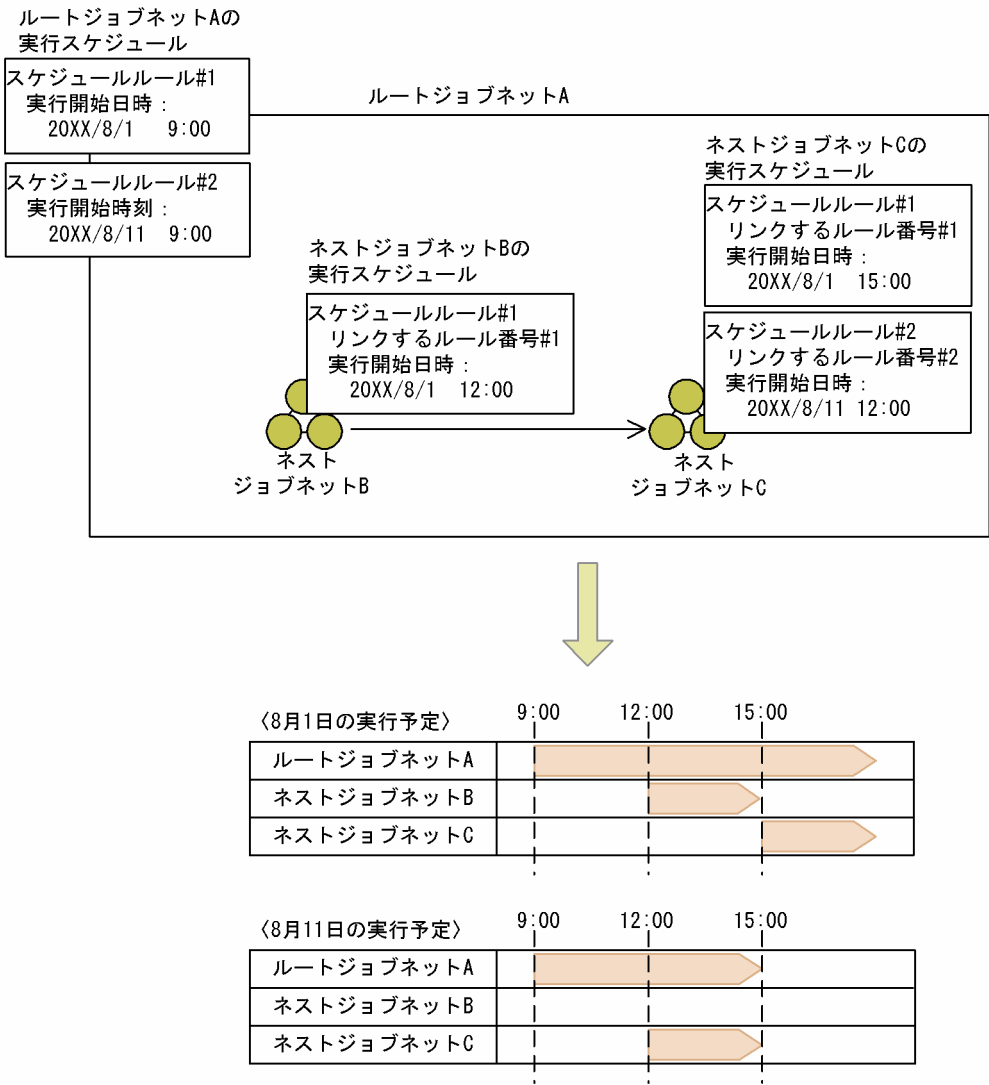 ルートジョブネットAの
実行スケジュール
スケジュールルール#1
実行開始日時：
20XX/8/1 9:00
スケジュールルール#2
実行開始時刻：
20XX/8/11 9:00
ルートジョブネットA
ネストジョブネットBの
実行スケジュール
スケジュールルール#1
リンクするルール番号#1
実行開始日時：
20XX/8/1 12:00
ネスト
ジョブネットB
ネストジョブネットCの
実行スケジュール
スケジュールルール#1
リンクするルール番号#1
実行開始日時：
20XX/8/1 15:00
スケジュールルール#2
リンクするルール番号#2
実行開始日時：
20XX/8/11 12:00
ネスト
ジョブネットC
〈8月1日の実行予定〉 9:00 12:00 15:00
ルートジョブネットA
ネストジョブネットB
ネストジョブネットC
〈8月11日の実行予定〉 9:00 12:00 15:00
ルートジョブネットA
ネストジョブネットB
ネストジョブネットC